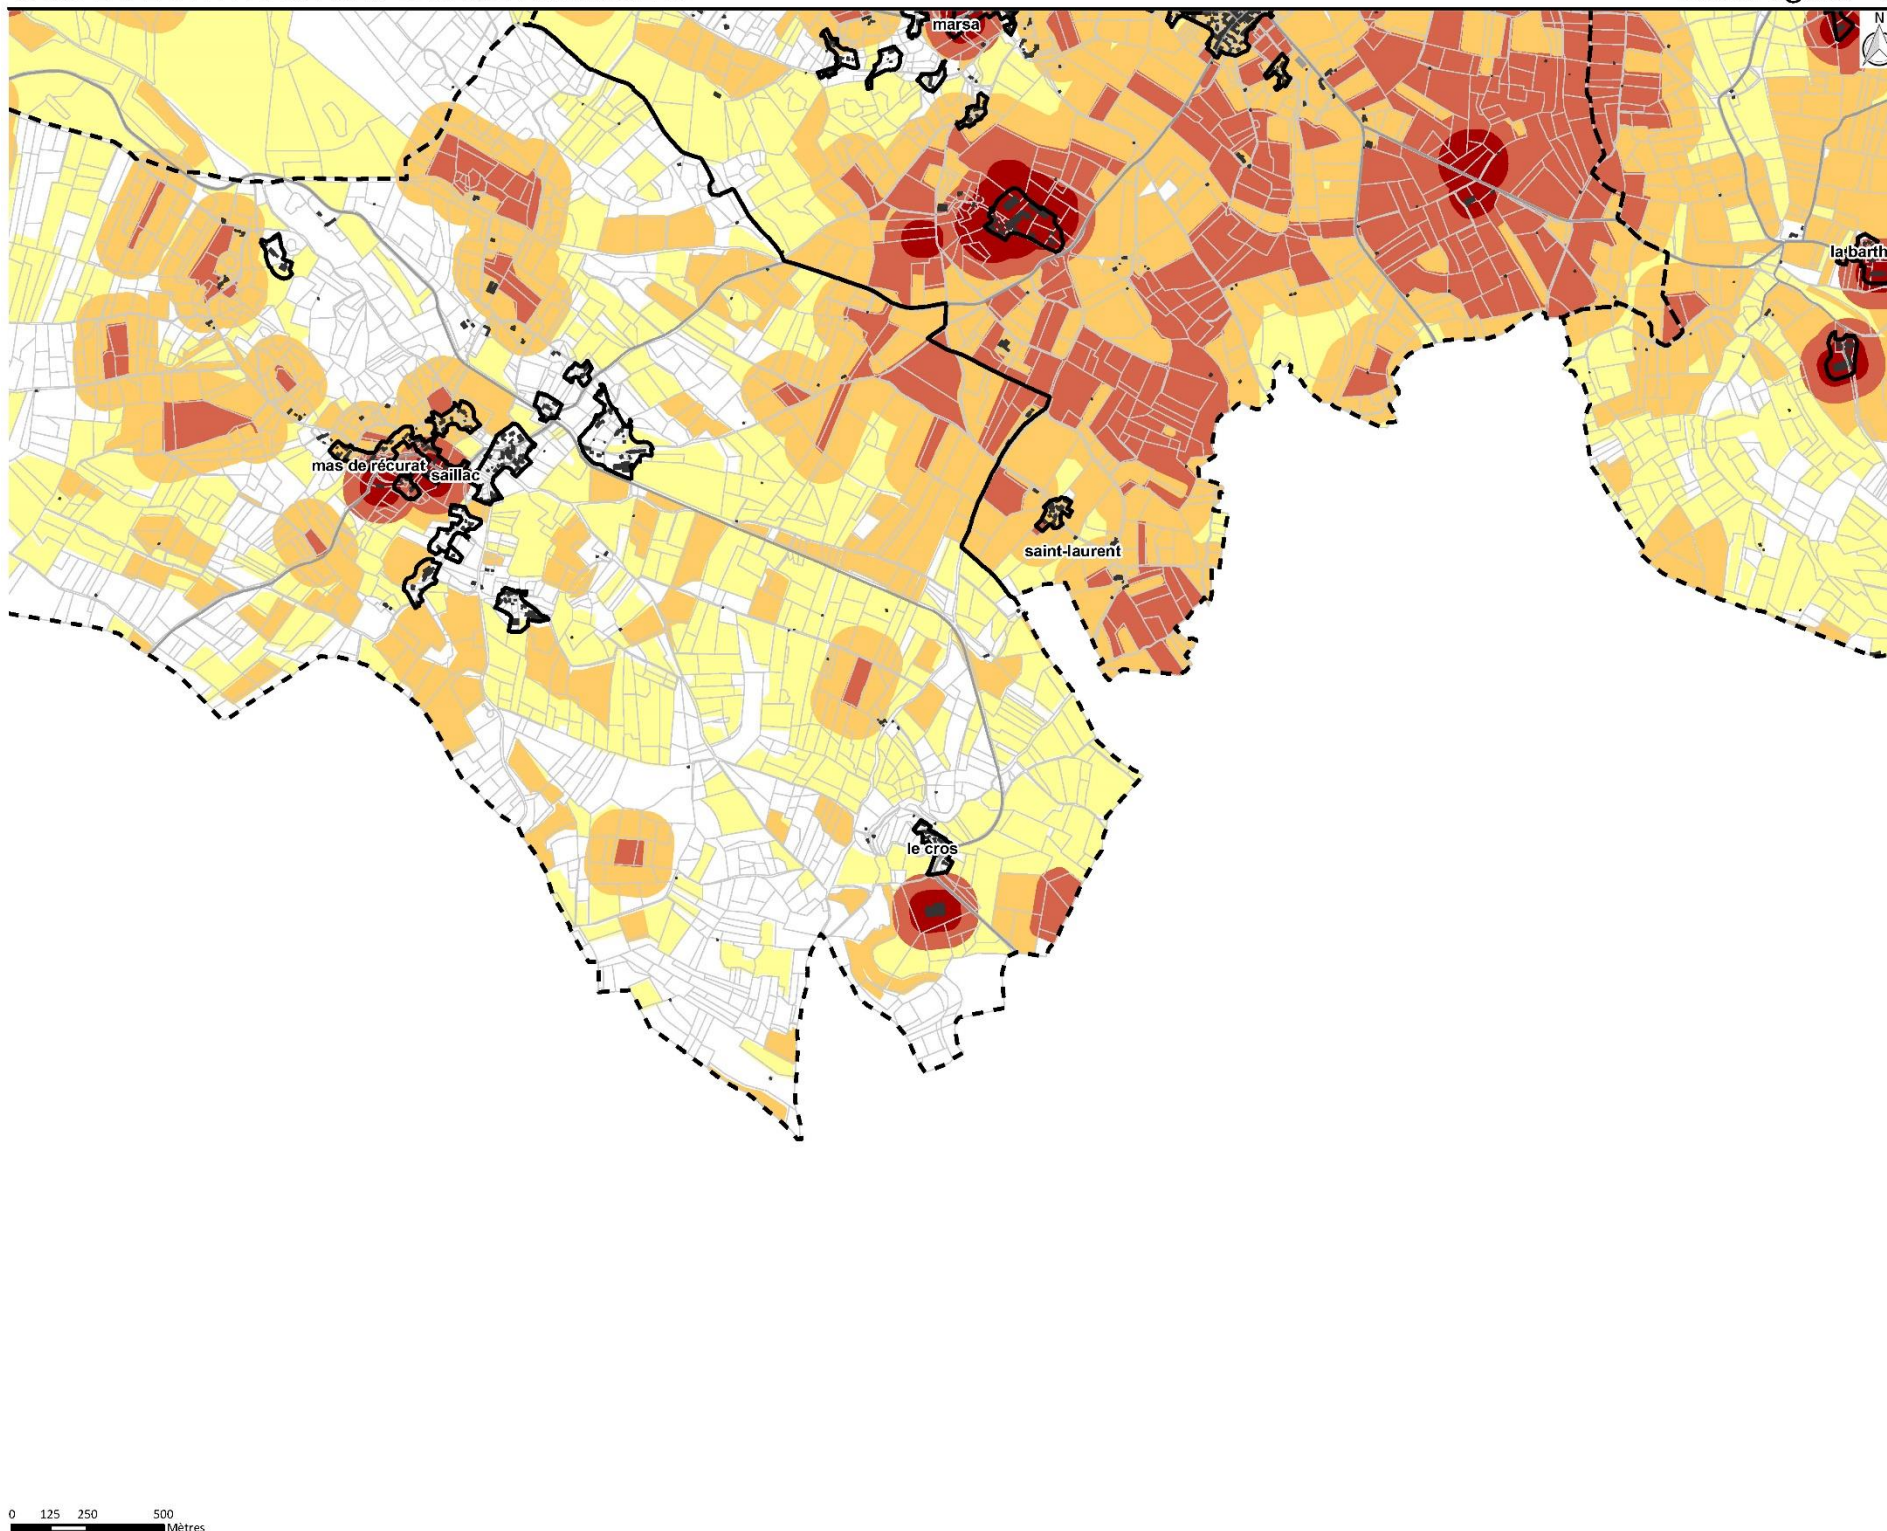 marsa
N
la barth
mas de récurat
saillac
saint-laurent
le cros
0 125 250 500
Mètres